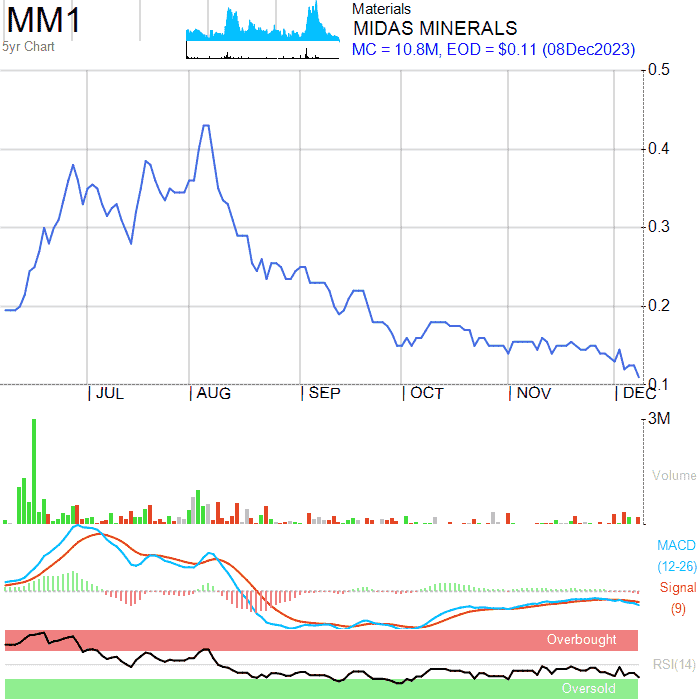 MM1
5yr Chart
Materials
MIDAS MINERALS
MC = 10.8M, EOD = $0.11 (08Dec2023)
0.5
0.4
0.3
0.2
0.1
JUL AUG SEP OCT NOV DEC
3M
Volume
MACD
(12-26)
Signal
(9)
Overbought
RSI(14)
Oversold